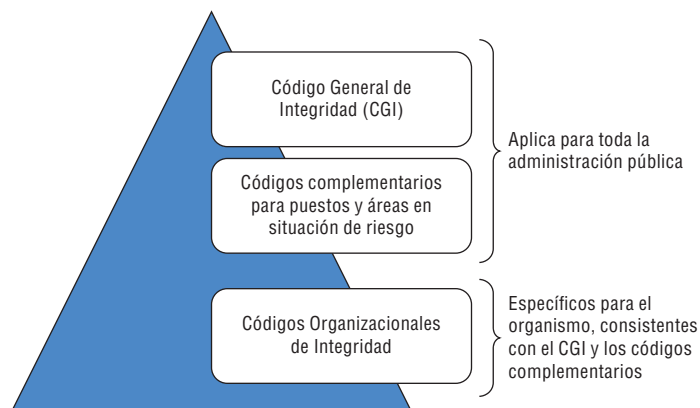 Código General de
Integridad (CGI)
Aplica para toda la
administración pública
Códigos complementarios
para puestos y áreas en
situación de riesgo
Códigos Organizacionales
de Integridad
Específicos para el
organismo, consistentes
con el CGI y los códigos
complementarios